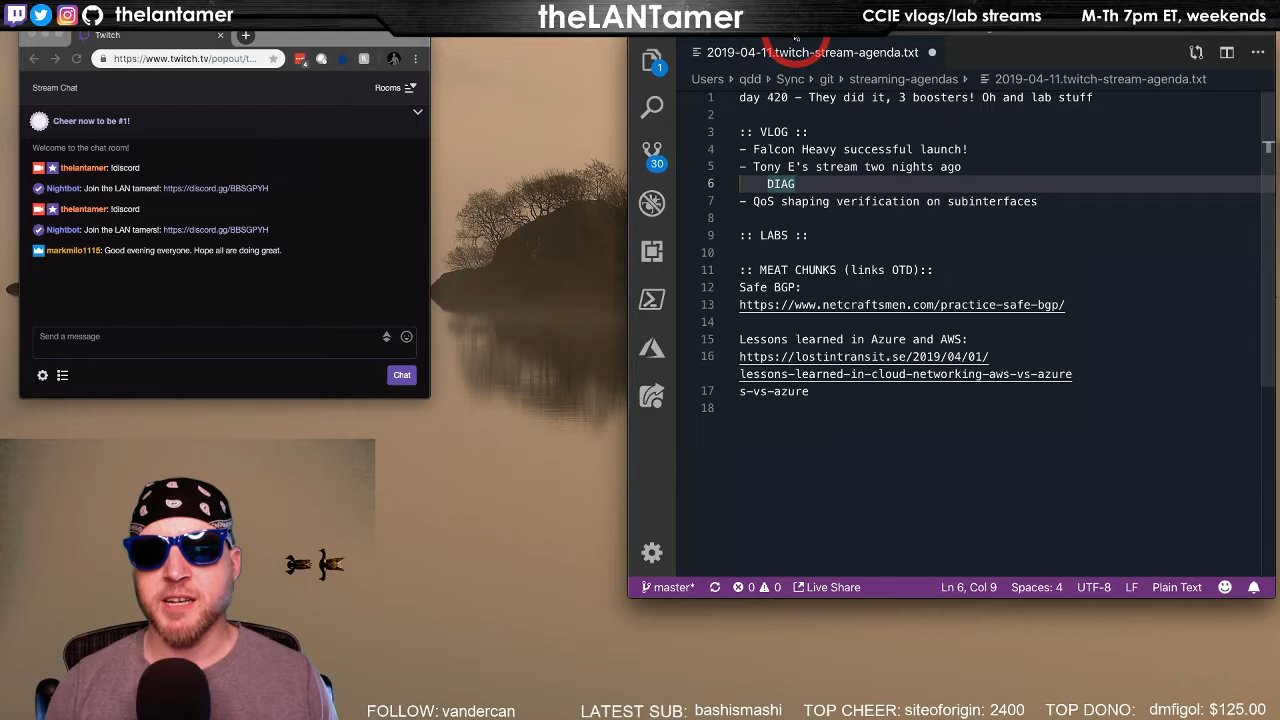 thelantamer
theLANTamer
CCIE vlogs/lab streams
M-Th 7pm ET, weekends
Twitch
https://www.twitch.tv/popout/t...
Stream Chat
Rooms
Cheer now to be #1!
Welcome to the chat room!
thelantamer: !discord
Nightbot: Join the LAN tamers!: https://discord.gg/BBSGPYH
thelantamer: !discord
Nightbot: Join the LAN tamers!: https://discord.gg/BBSGPYH
markmilo1115: Good evening everyone. Hope all are doing great.
Send a message
Chat
2019-04-11.twitch-stream-agenda.txt
Users > qdd > Sync > git > streaming-agendas > 2019-04-11.twitch-stream-agenda.txt
1 day 420 - They did it, 3 boosters! Oh and lab stuff
2
3 :: VLOG ::
4 - Falcon Heavy successful launch!
5 - Tony E's stream two nights ago
6 DIAG
7 - QoS shaping verification on subinterfaces
8
9 :: LABS ::
10
11 :: MEAT CHUNKS (links OTD)::
12 Safe BGP:
13 https://www.netcraftsmen.com/practice-safe-bgp/
14
15 Lessons learned in Azure and AWS:
16 https://lostintransit.se/2019/04/01/
lessons-learned-in-cloud-networking-aws-vs-azure
17 s-vs-azure
18
1
30
master*
0
0
Live Share
Ln 6, Col 9
Spaces: 4
UTF-8
LF
Plain Text
FOLLOW: vandercan
LATEST SUB: bashismashi
TOP CHEER: siteoforigin: 2400
TOP DONO: dmfigol: $125.00